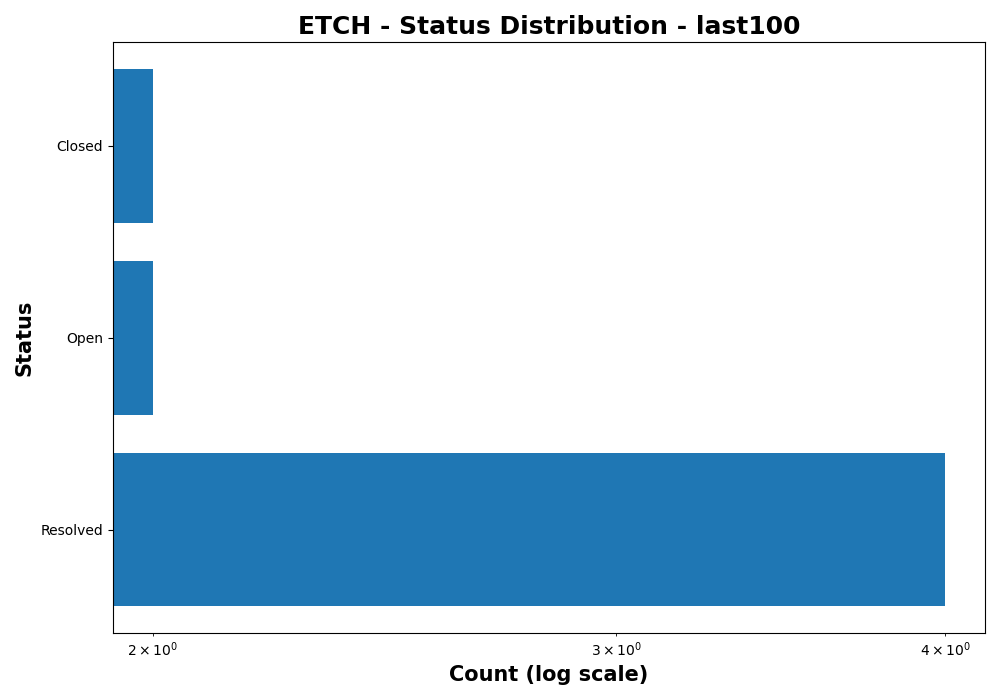 ETCH - Status Distribution - last100
Status
Closed
Open
Resolved
2 × 10⁰
3 × 10⁰
4 × 10⁰
Count (log scale)